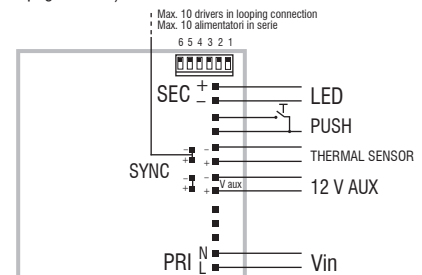 Max. 10 drivers in looping connection
Max. 10 alimentatori in serie
6 5 4 3 2 1
SEC + −
LED
PUSH
− +
− +
THERMAL SENSOR
SYNC
− +
− +
V aux
12 V AUX
PRI N L
Vin